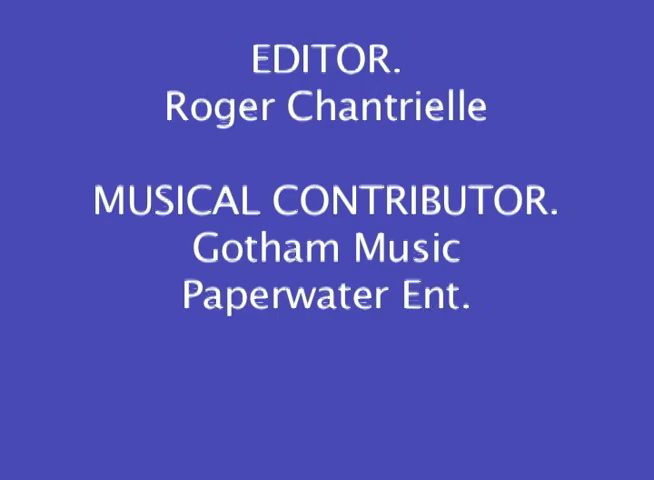 EDITOR.
Roger Chantrielle
MUSICAL CONTRIBUTOR.
Gotham Music
Paperwater Ent.